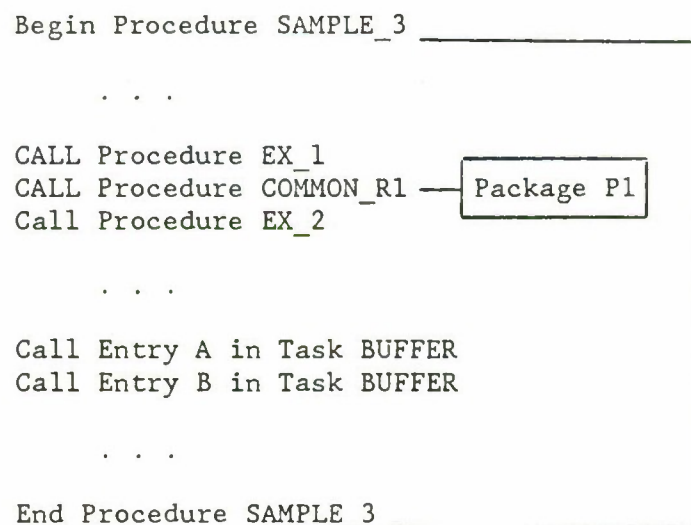 Begin Procedure SAMPLE_3
. . .
CALL Procedure EX_1
CALL Procedure COMMON_R1 Package P1
Call Procedure EX_2
. . .
Call Entry A in Task BUFFER
Call Entry B in Task BUFFER
. . .
End Procedure SAMPLE 3